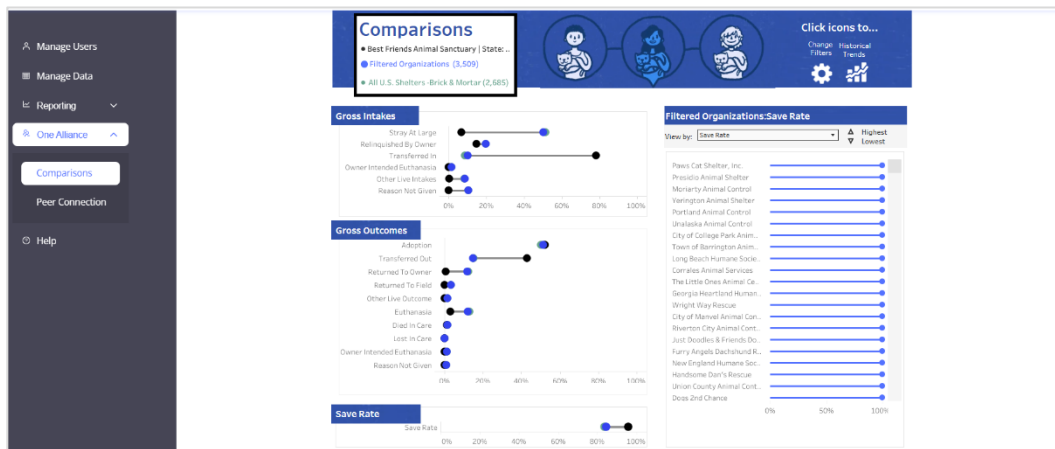 Manage Users
Manage Data
Reporting
One Alliance
Comparisons
Peer Connection
Help
Comparisons
Best Friends Animal Sanctuary | State: ..
Filtered Organizations (3,509)
All U.S. Shelters -Brick & Mortar (2,685)
Click icons to...
Change Filters
Historical Trends
Gross Intakes
Stray At Large
Relinquished By Owner
Transferred In
Owner Intended Euthanasia
Other Live Intakes
Reason Not Given
0% 20% 40% 60% 80% 100%
Gross Outcomes
Adoption
Transferred Out
Returned To Owner
Returned To Field
Other Live Outcome
Euthanasia
Died In Care
Lost In Care
Owner Intended Euthanasia
Reason Not Given
0% 20% 40% 60% 80% 100%
Save Rate
Save Rate
0% 20% 40% 60% 80% 100%
Filtered Organizations:Save Rate
View by: Save Rate
Highest
Lowest
Paws Cat Shelter, Inc.
Presidio Animal Shelter
Moriarty Animal Control
Yerington Animal Shelter
Portland Animal Control
Unalaska Animal Control
City of College Park Anim..
Town of Barrington Anim..
Long Beach Humane Socie..
Corrales Animal Services
The Little Ones Animal Ce..
Georgia Heartland Human..
Wright Way Rescue
City of Manvel Animal Con..
Riverton City Animal Cont..
Just Doodles & Friends Do..
Furry Angels Dachshund R..
New England Humane Soc..
Handsome Dan's Rescue
Union County Animal Cont..
Dogs 2nd Chance
0% 50% 100%